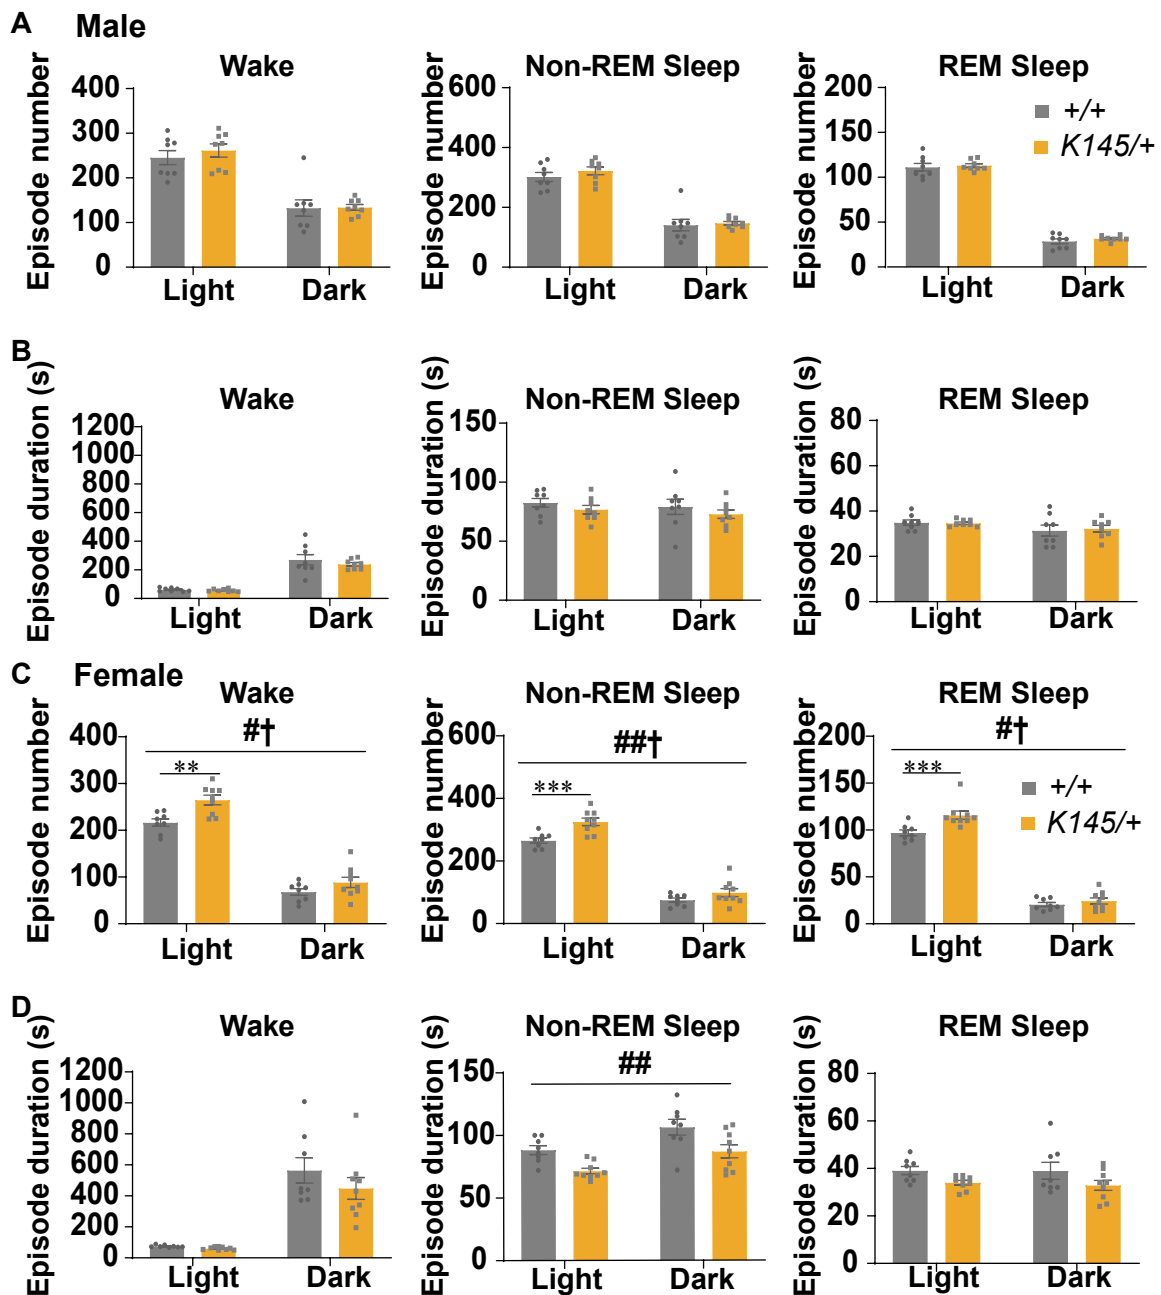 A Male
Wake
Episode number
400
300
200
100
0
Light Dark
Non-REM Sleep
Episode number
600
400
200
0
Light Dark
REM Sleep
Episode number
200
150
100
50
0
+/+
K145/+
Light Dark
B
Wake
Episode duration (s)
1200
1000
800
600
400
200
0
Light Dark
Non-REM Sleep
Episode duration (s)
150
100
50
0
Light Dark
REM Sleep
Episode duration (s)
80
60
40
20
0
Light Dark
C Female
Wake
Episode number
400
300
200
100
0
#†
**
Light Dark
Non-REM Sleep
Episode number
600
400
200
0
##†
***
Light Dark
REM Sleep
Episode number
200
150
100
50
0
#†
***
+/+
K145/+
Light Dark
D
Wake
Episode duration (s)
1200
1000
800
600
400
200
0
Light Dark
Non-REM Sleep
Episode duration (s)
150
100
50
0
##
Light Dark
REM Sleep
Episode duration (s)
80
60
40
20
0
Light Dark